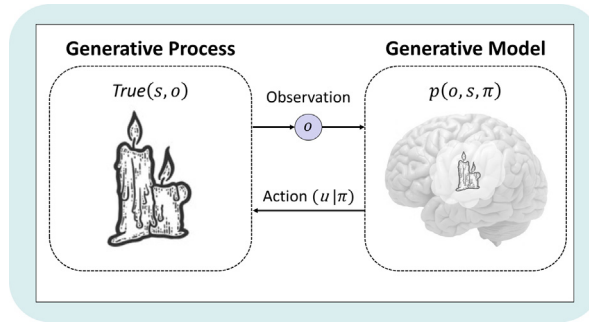 Generative Process
Generative Model
True(s, o)
Observation
p(o, s, π)
o
Action (u|π)